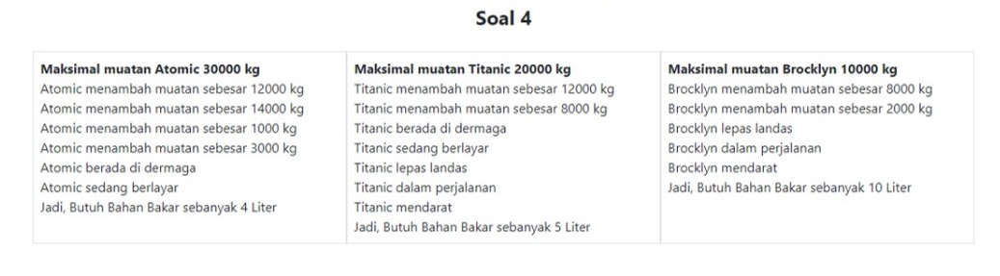 Soal 4
Maksimal muatan Atomic 30000 kg
Atomic menambah muatan sebesar 12000 kg
Atomic menambah muatan sebesar 14000 kg
Atomic menambah muatan sebesar 1000 kg
Atomic menambah muatan sebesar 3000 kg
Atomic berada di dermaga
Atomic sedang berlayar
Jadi, Butuh Bahan Bakar sebanyak 4 Liter
Maksimal muatan Titanic 20000 kg
Titanic menambah muatan sebesar 12000 kg
Titanic menambah muatan sebesar 8000 kg
Titanic berada di dermaga
Titanic sedang berlayar
Titanic lepas landas
Titanic dalam perjalanan
Titanic mendarat
Jadi, Butuh Bahan Bakar sebanyak 5 Liter
Maksimal muatan Brocklyn 10000 kg
Brocklyn menambah muatan sebesar 8000 kg
Brocklyn menambah muatan sebesar 2000 kg
Brocklyn lepas landas
Brocklyn dalam perjalanan
Brocklyn mendarat
Jadi, Butuh Bahan Bakar sebanyak 10 Liter